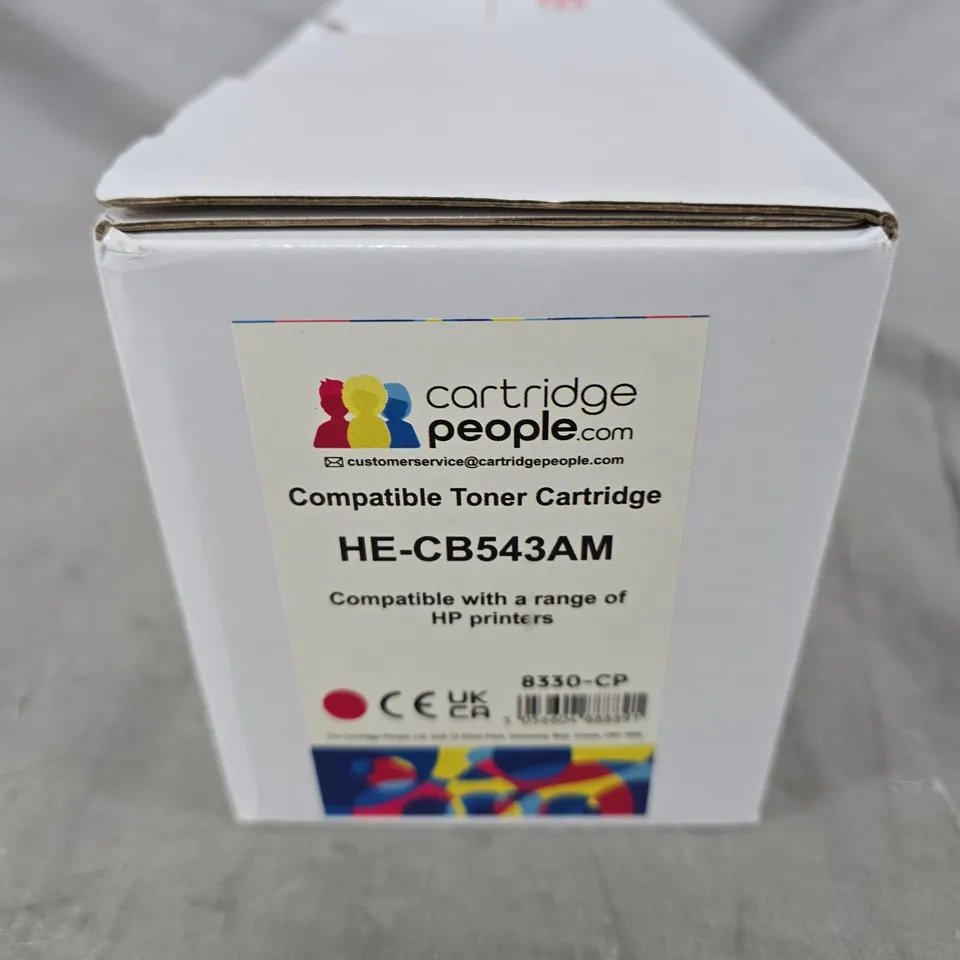 cartridge
people.com
customerservice@cartridgepeople.com
Compatible Toner Cartridge
HE-CB543AM
Compatible with a range of
HP printers
8330-CP
CE UK
CA